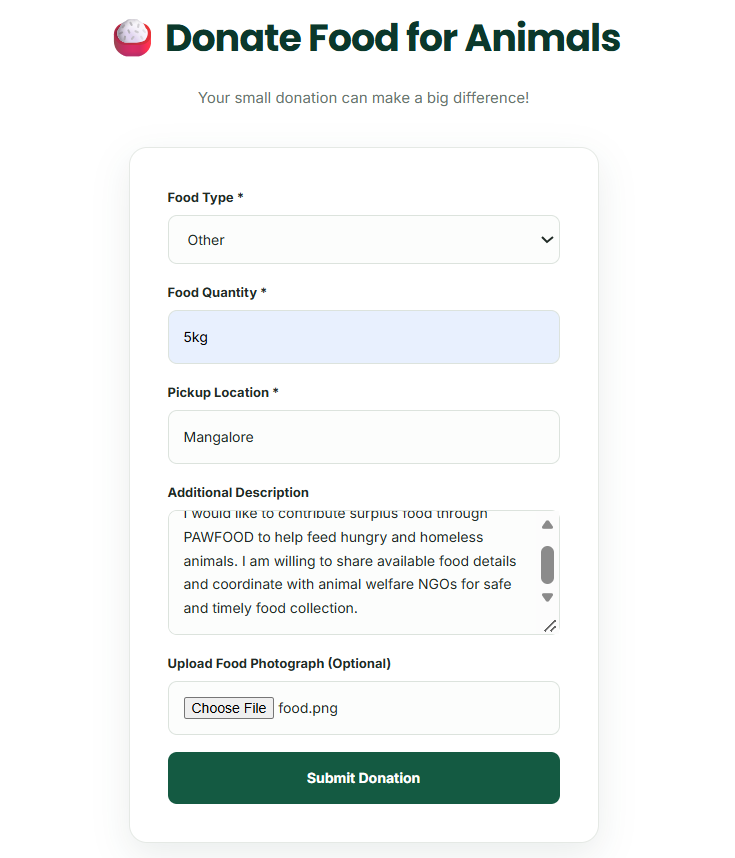 Donate Food for Animals
Your small donation can make a big difference!
Food Type *
Other
Food Quantity *
5kg
Pickup Location *
Mangalore
Additional Description
I would like to contribute surplus food through
PAWFOOD to help feed hungry and homeless
animals. I am willing to share available food details
and coordinate with animal welfare NGOs for safe
and timely food collection.
Upload Food Photograph (Optional)
Choose File food.png
Submit Donation